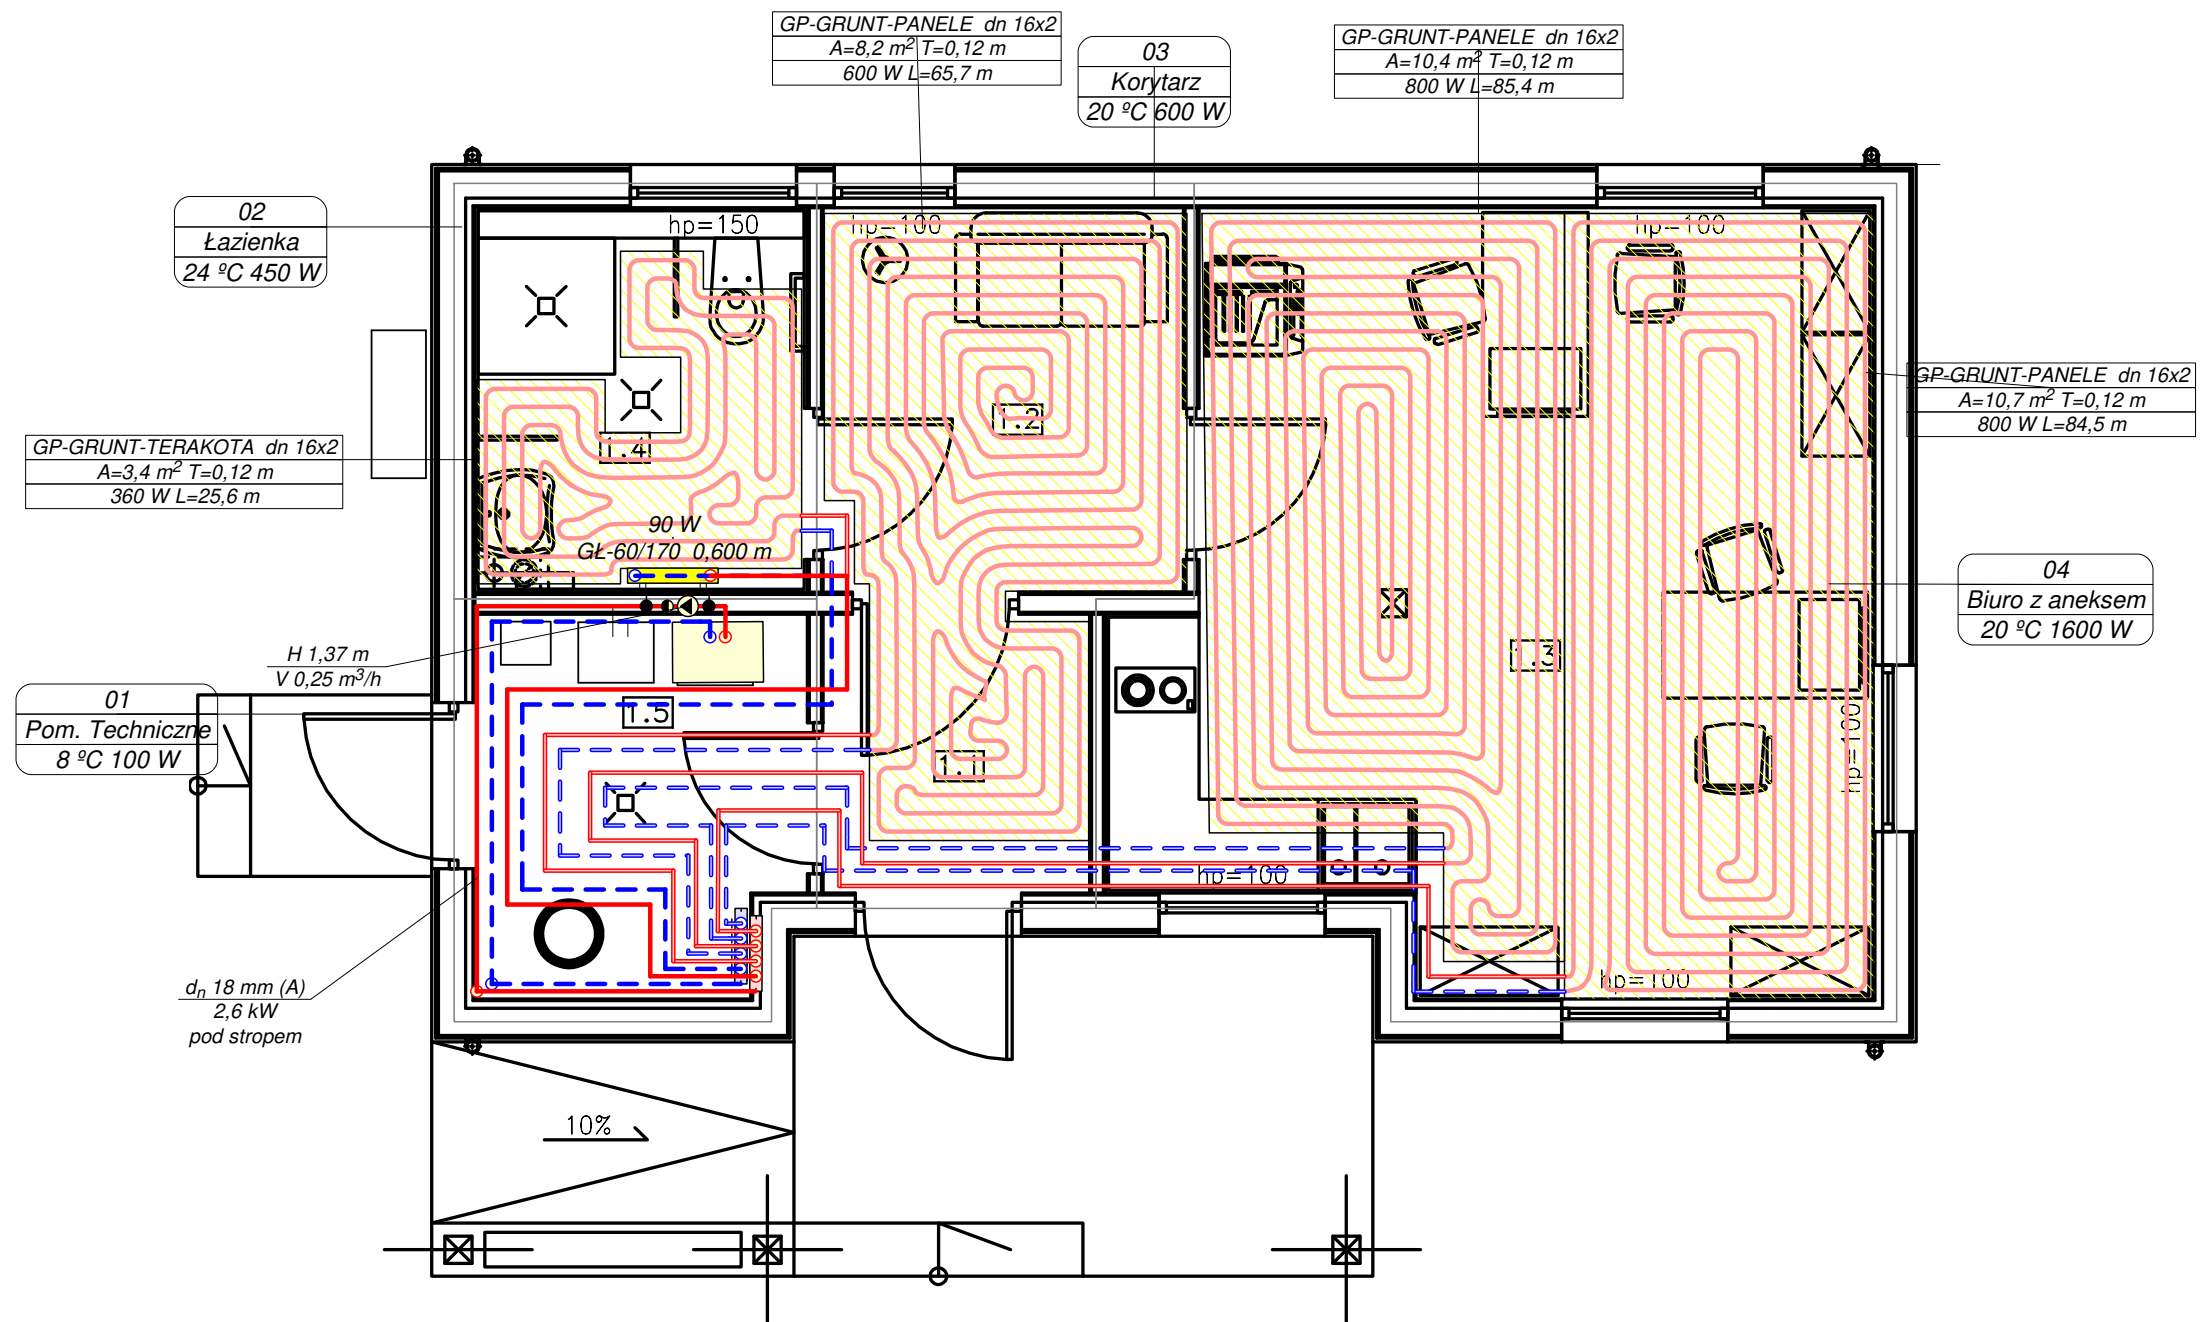 GP-GRUNT-PANELE dn 16x2
A=8,2 m² T=0,12 m
600 W L=65,7 m
03
Korytarz
20 ºC 600 W
GP-GRUNT-PANELE dn 16x2
A=10,4 m² T=0,12 m
800 W L=85,4 m
02
Łazienka
24 ºC 450 W
hp=150
hp=100
hp=100
GP-GRUNT-PANELE dn 16x2
A=10,7 m² T=0,12 m
800 W L=84,5 m
1.2
1.4
GP-GRUNT-TERAKOTA dn 16x2
A=3,4 m² T=0,12 m
360 W L=25,6 m
90 W
GŁ-60/170 0,600 m
04
Biuro z aneksem
20 ºC 1600 W
H 1,37 m
V 0,25 m³/h
1.3
01
Pom. Techniczne
8 ºC 100 W
1.5
hp=100
1.1
hp=100
hp=100
dn 18 mm (A)
2,6 kW
pod stropem
10%